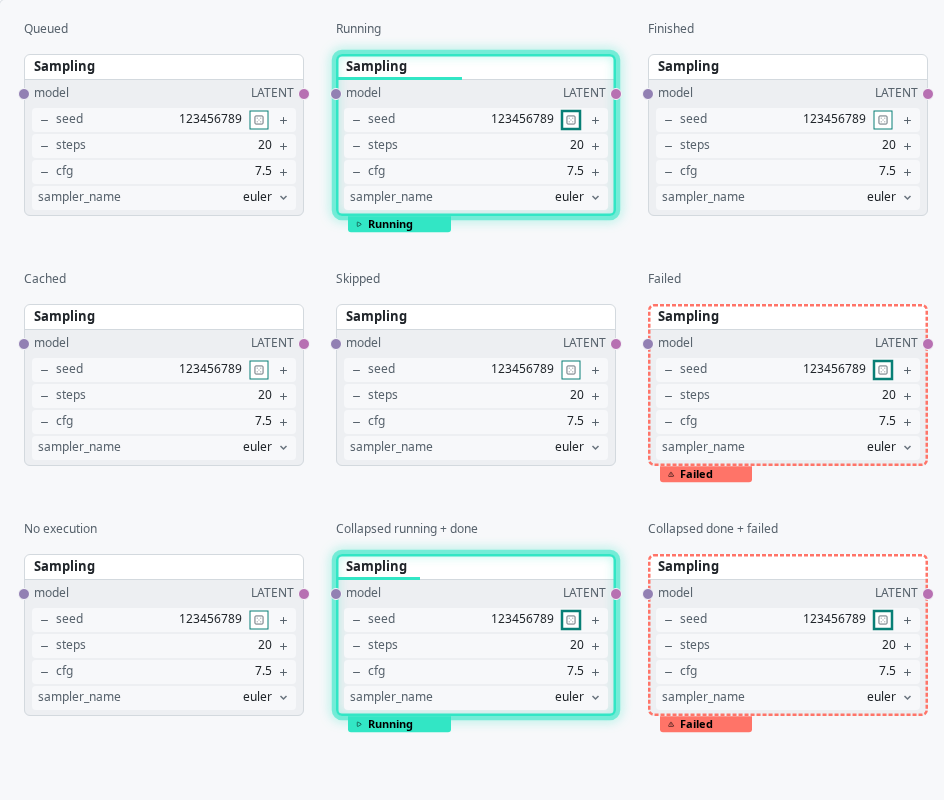 Queued Running Finished
Sampling Sampling Sampling
model LATENT model LATENT model LATENT
– seed 123456789 + – seed 123456789 + – seed 123456789 +
– steps 20 + – steps 20 + – steps 20 +
– cfg 7.5 + – cfg 7.5 + – cfg 7.5 +
sampler_name euler sampler_name euler sampler_name euler
Running
Cached Skipped Failed
Sampling Sampling Sampling
model LATENT model LATENT model LATENT
– seed 123456789 + – seed 123456789 + – seed 123456789 +
– steps 20 + – steps 20 + – steps 20 +
– cfg 7.5 + – cfg 7.5 + – cfg 7.5 +
sampler_name euler sampler_name euler sampler_name euler
Failed
No execution Collapsed running + done Collapsed done + failed
Sampling Sampling Sampling
model LATENT model LATENT model LATENT
– seed 123456789 + – seed 123456789 + – seed 123456789 +
– steps 20 + – steps 20 + – steps 20 +
– cfg 7.5 + – cfg 7.5 + – cfg 7.5 +
sampler_name euler sampler_name euler sampler_name euler
Running Failed